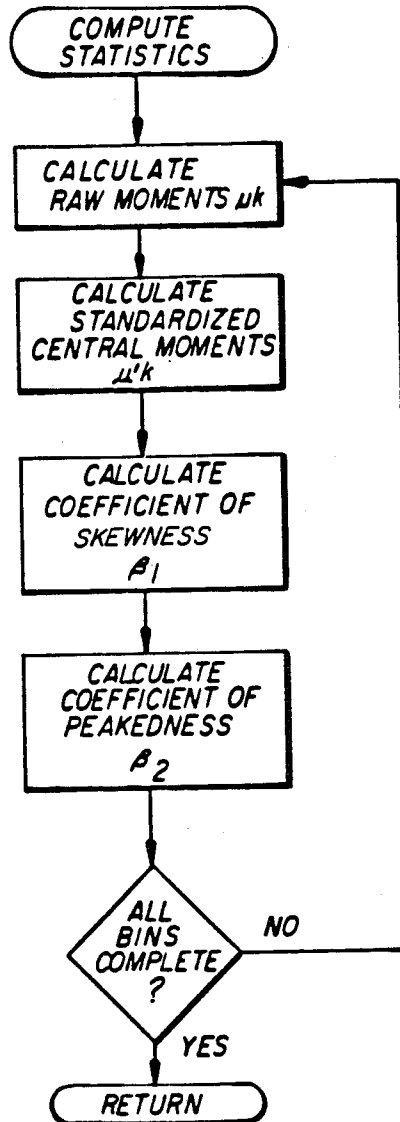 COMPUTE
STATISTICS
CALCULATE
RAW MOMENTS μk
CALCULATE
STANDARDIZED
CENTRAL MOMENTS
μ'k
CALCULATE
COEFFICIENT OF
SKEWNESS
β1
CALCULATE
COEFFICIENT OF
PEAKEDNESS
β2
ALL
BINS
COMPLETE
?
NO
YES
RETURN